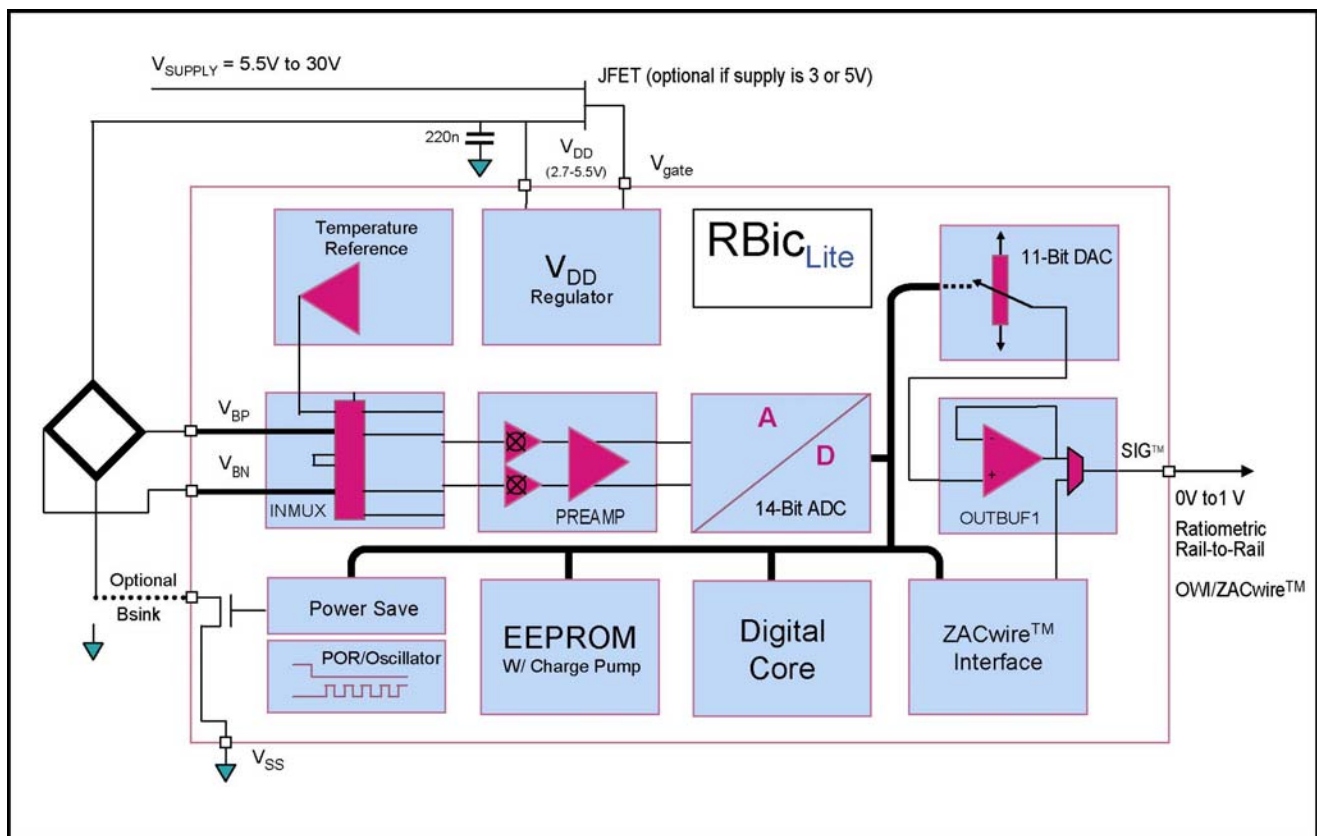 VSUPPLY = 5.5V to 30V
JFET (optional if supply is 3 or 5V)
220n
VDD
(2.7-5.5V)
Vgate
Temperature
Reference
VDD
Regulator
RBicLite
11-Bit DAC
VBP
VBN
INMUX
PREAMP
A
D
14-Bit ADC
-
+
OUTBUF1
SIG™
0V to1 V
Ratiometric
Rail-to-Rail
OWI/ZACwire™
Optional
Bsink
Power Save
POR/Oscillator
EEPROM
W/ Charge Pump
Digital
Core
ZACwire™
Interface
VSS